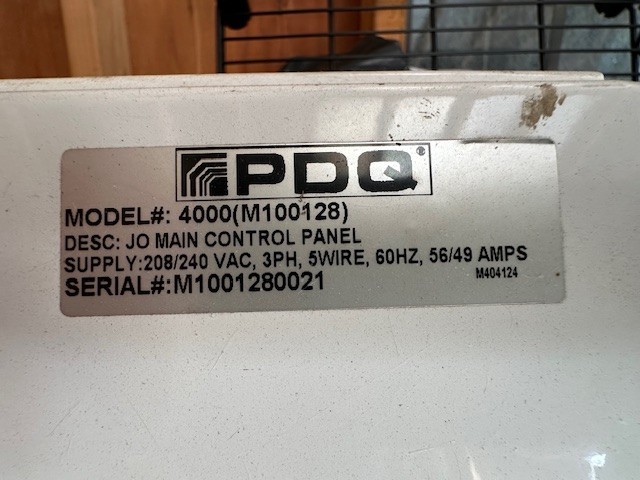 PDQ®
MODEL#: 4000(M100128)
DESC: JO MAIN CONTROL PANEL
SUPPLY:208/240 VAC, 3PH, 5WIRE, 60HZ, 56/49 AMPS
SERIAL#:M1001280021
M404124